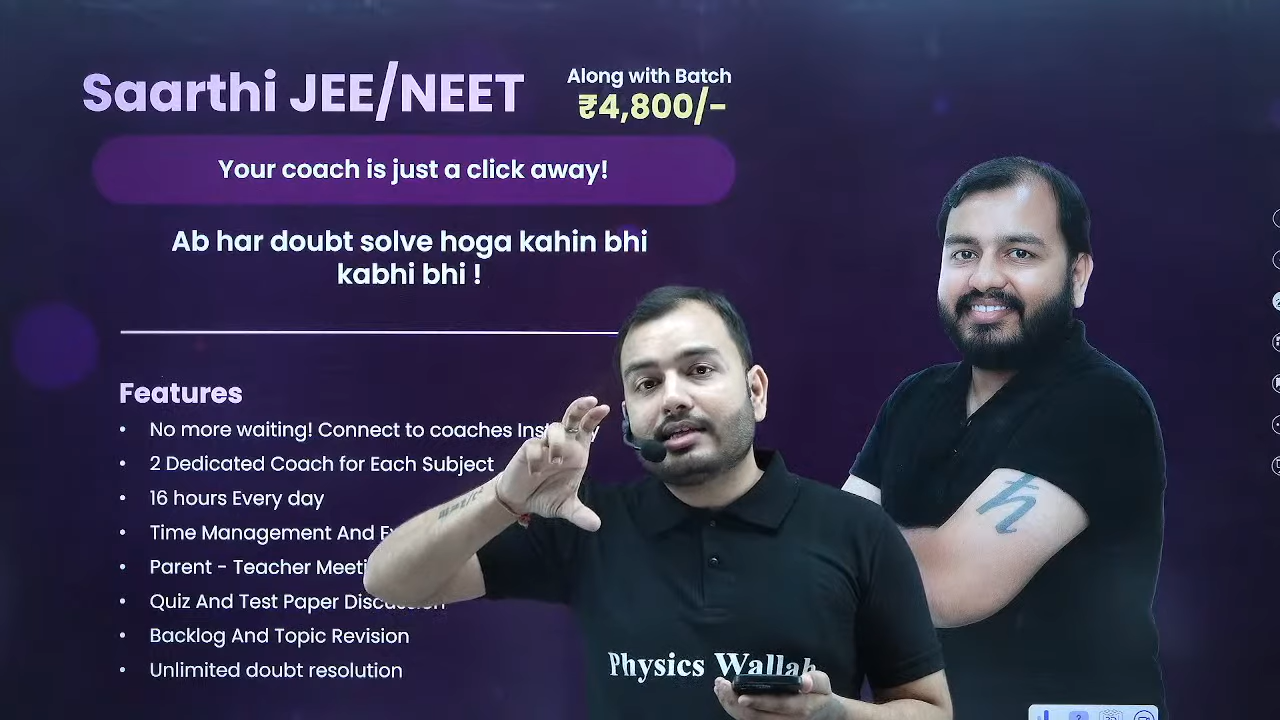 Saarthi JEE/NEET
Along with Batch
₹4,800/-
Your coach is just a click away!
Ab har doubt solve hoga kahin bhi
kabhi bhi !
Features
• No more waiting! Connect to coaches
• 2 Dedicated Coach for Each Subject
• 16 hours Every day
• Time Management And
• Parent - Teacher
• Quiz And Test Paper Discussion
• Backlog And Topic Revision
• Unlimited doubt resolution
ħ
Physics Wallah